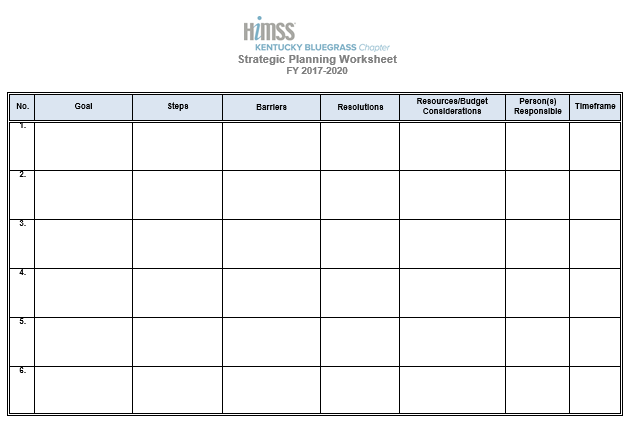 HiMSS
KENTUCKY BLUEGRASS Chapter
Strategic Planning Worksheet
FY 2017-2020
No. Goal Steps Barriers Resolutions Resources/Budget Considerations Person(s) Responsible Timeframe
1.
2.
3.
4.
5.
6.